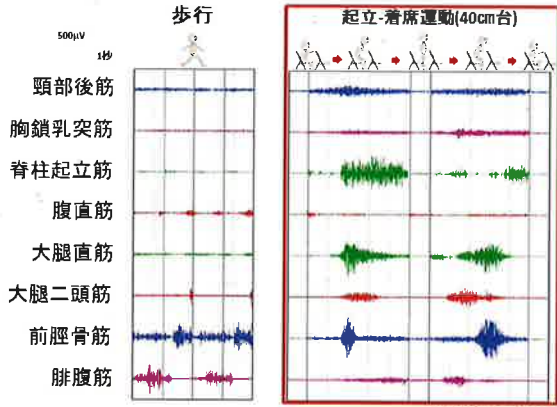 歩行
起立-着席運動(40cm台)
500μV
1秒
頸部後筋
胸鎖乳突筋
脊柱起立筋
腹直筋
大腿直筋
大腿二頭筋
前脛骨筋
腓腹筋